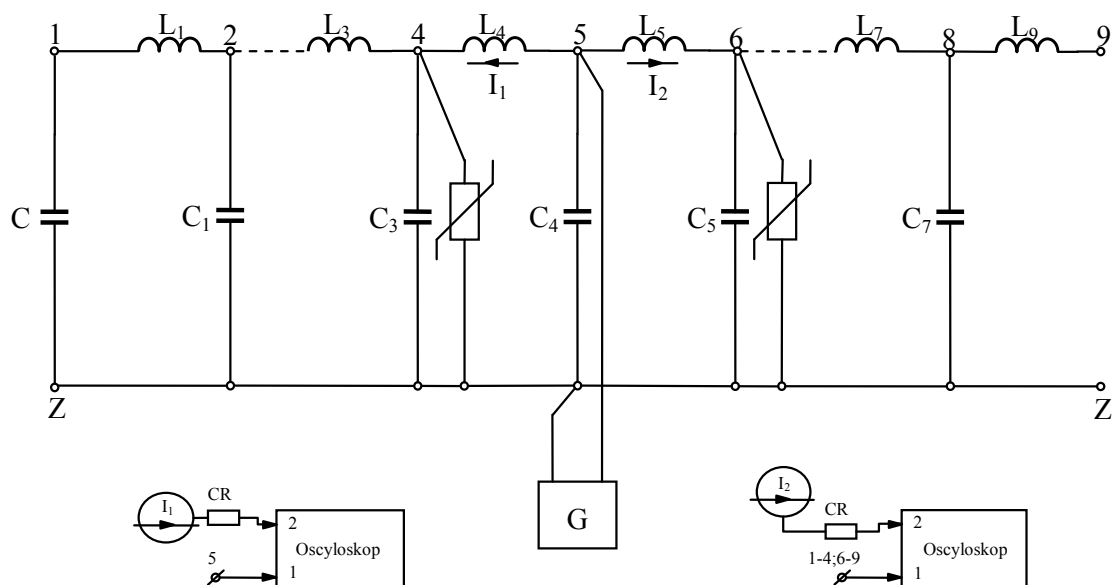 1 L₁ 2 L₃ 4 L₄ 5 L₅ 6 L₇ 8 L₉ 9
I₁ I₂
C C₁ C₃ C₄ C₅ C₇
Z Z
I₁ CR I₂
G CR
2 2
5 Oscyloskop 1-4;6-9 Oscyloskop
1 1